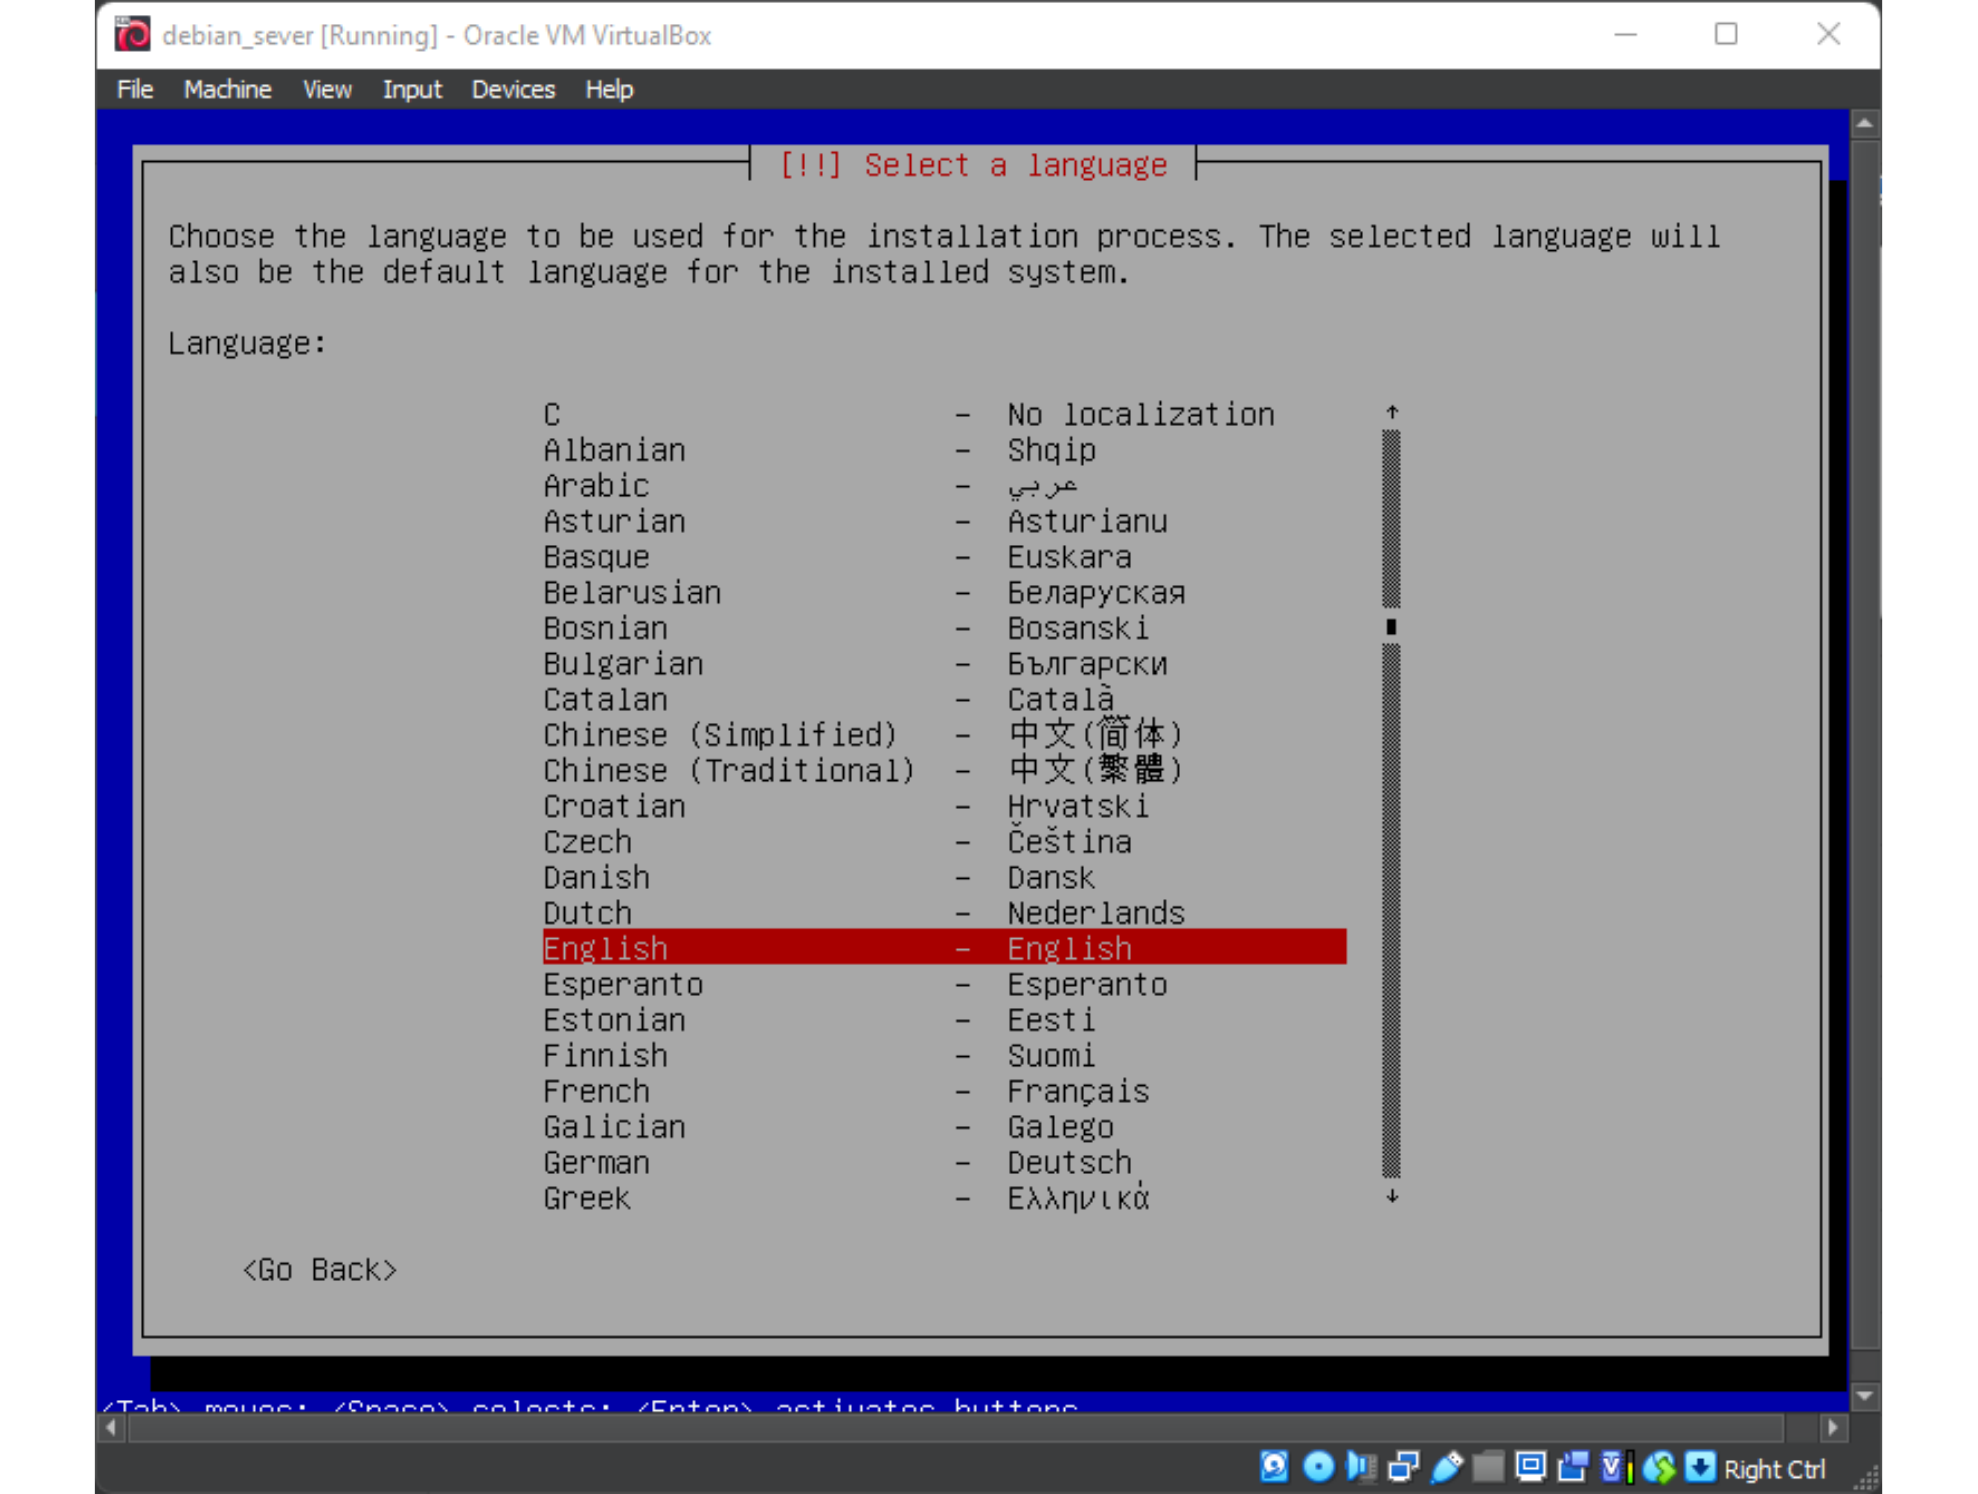 debian_sever [Running] - Oracle VM VirtualBox
File Machine View Input Devices Help
[!!] Select a language
Choose the language to be used for the installation process. The selected language will
also be the default language for the installed system.
Language:
C - No localization
Albanian - Shqip
Arabic - عربي
Asturian - Asturianu
Basque - Euskara
Belarusian - Беларуская
Bosnian - Bosanski
Bulgarian - Български
Catalan - Català
Chinese (Simplified) - 中文(简体)
Chinese (Traditional) - 中文(繁體)
Croatian - Hrvatski
Czech - Čeština
Danish - Dansk
Dutch - Nederlands
English - English
Esperanto - Esperanto
Estonian - Eesti
Finnish - Suomi
French - Français
Galician - Galego
German - Deutsch
Greek - Ελληνικά
<Go Back>
<Tab> moves; <Space> selects; <Enter> activates buttons
Right Ctrl